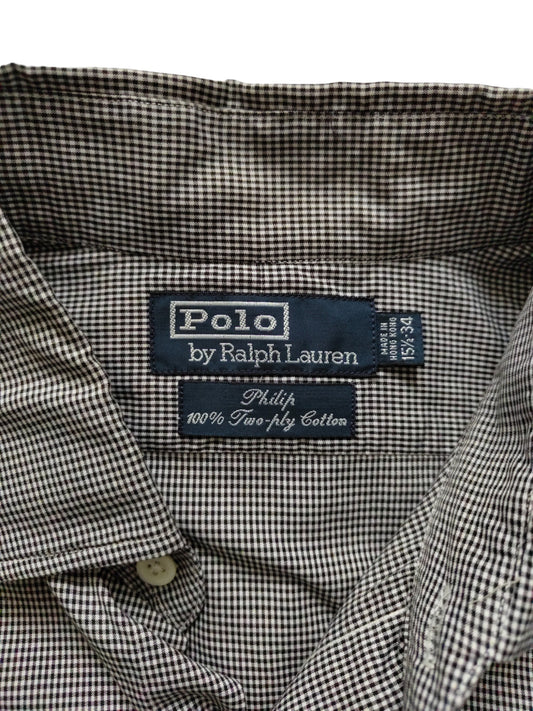 Polo
by Ralph Lauren
MADE IN
HONG KONG
15½-34
Philip
100% Two-ply Cotton